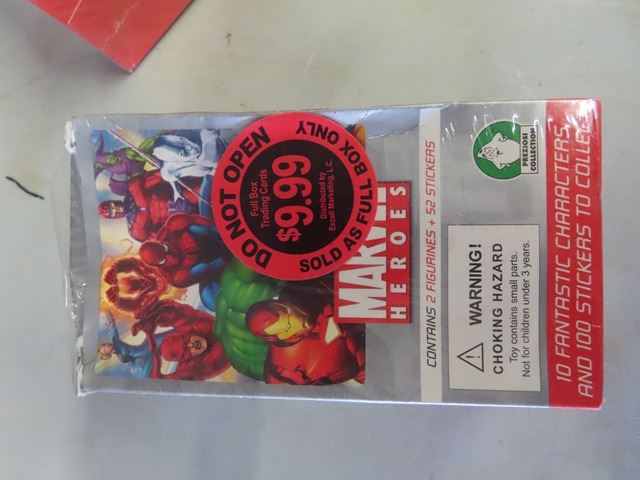 DO NOT OPEN
Full Box
Trading Cards
$9.99
Distributed by
Excell Marketing, L.C.
SOLD AS FULL BOX ONLY
MARVEL
HEROES
CONTAINS 2 FIGURINES + 52 STICKERS
WARNING!
CHOKING HAZARD
Toy contains small parts.
Not for children under 3 years.
PREZIOSI
COLLECTION
10 FANTASTIC CHARACTERS
AND 100 STICKERS TO COLLECT